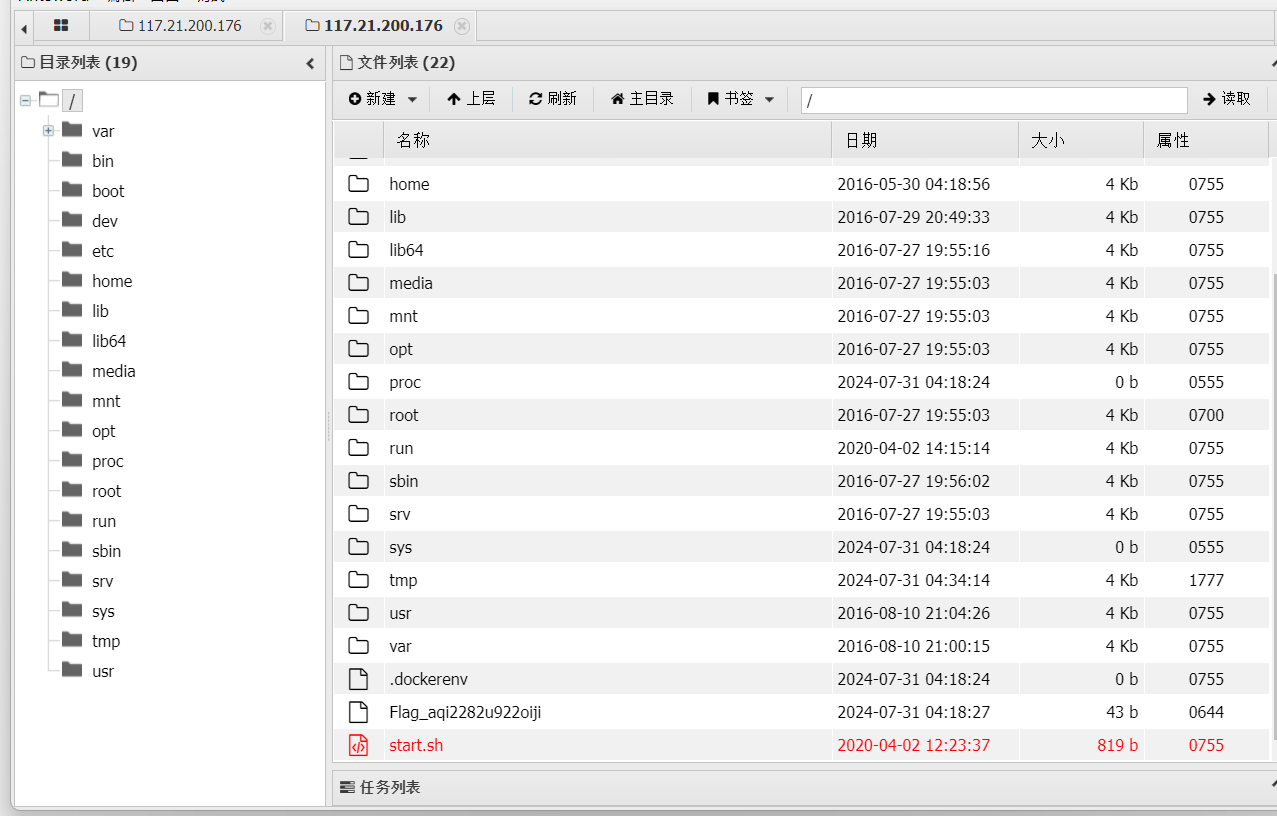 117.21.200.176
117.21.200.176
目录列表 (19)
/
var
bin
boot
dev
etc
home
lib
lib64
media
mnt
opt
proc
root
run
sbin
srv
sys
tmp
usr
文件列表 (22)
新建 上层 刷新 主目录 书签 / 读取
名称 日期 大小 属性
home 2016-05-30 04:18:56 4 Kb 0755
lib 2016-07-29 20:49:33 4 Kb 0755
lib64 2016-07-27 19:55:16 4 Kb 0755
media 2016-07-27 19:55:03 4 Kb 0755
mnt 2016-07-27 19:55:03 4 Kb 0755
opt 2016-07-27 19:55:03 4 Kb 0755
proc 2024-07-31 04:18:24 0 b 0555
root 2016-07-27 19:55:03 4 Kb 0700
run 2020-04-02 14:15:14 4 Kb 0755
sbin 2016-07-27 19:56:02 4 Kb 0755
srv 2016-07-27 19:55:03 4 Kb 0755
sys 2024-07-31 04:18:24 0 b 0555
tmp 2024-07-31 04:34:14 4 Kb 1777
usr 2016-08-10 21:04:26 4 Kb 0755
var 2016-08-10 21:00:15 4 Kb 0755
.dockerenv 2024-07-31 04:18:24 0 b 0755
Flag_aqi2282u922oiji 2024-07-31 04:18:27 43 b 0644
start.sh 2020-04-02 12:23:37 819 b 0755
任务列表